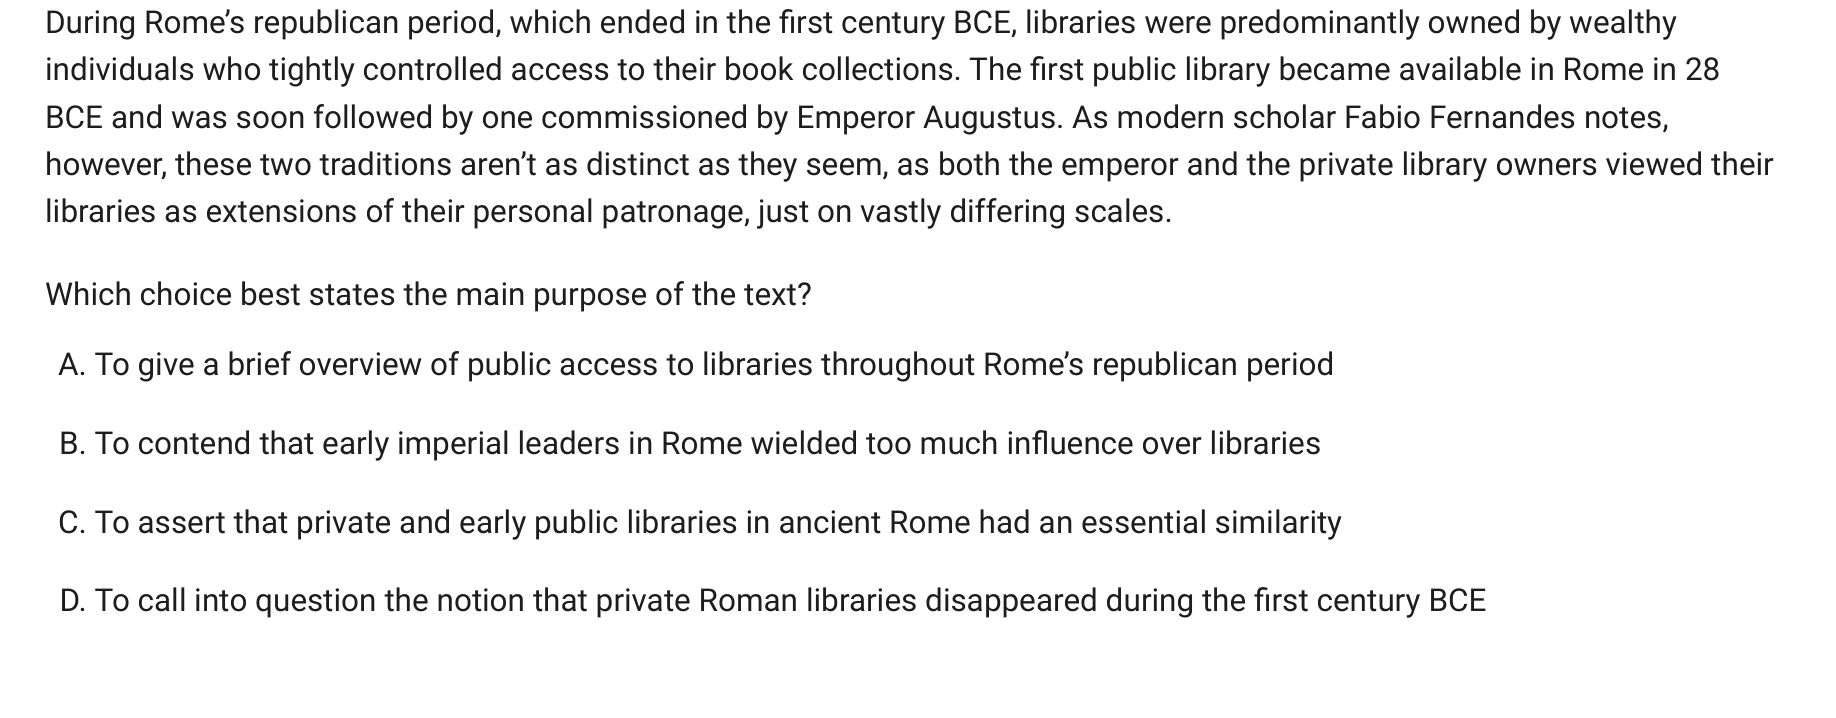 During Rome’s republican period, which ended in the first century BCE, libraries were predominantly owned by wealthy
individuals who tightly controlled access to their book collections. The first public library became available in Rome in 28
BCE and was soon followed by one commissioned by Emperor Augustus. As modern scholar Fabio Fernandes notes,
however, these two traditions aren’t as distinct as they seem, as both the emperor and the private library owners viewed their
libraries as extensions of their personal patronage, just on vastly differing scales.
Which choice best states the main purpose of the text?
A. To give a brief overview of public access to libraries throughout Rome’s republican period
B. To contend that early imperial leaders in Rome wielded too much influence over libraries
C. To assert that private and early public libraries in ancient Rome had an essential similarity
D. To call into question the notion that private Roman libraries disappeared during the first century BCE